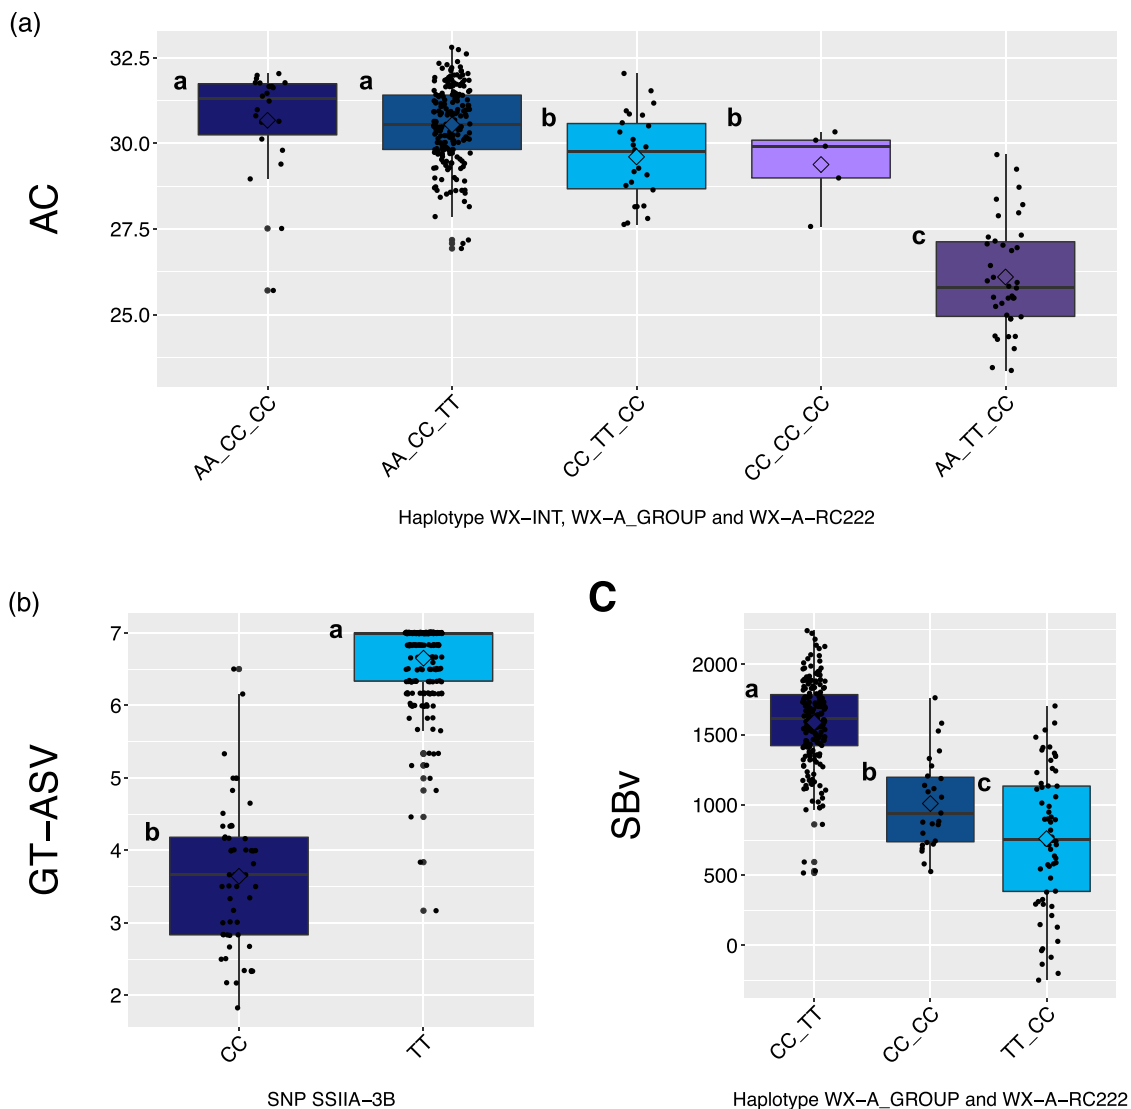 (a)
AC
32.5
30.0
27.5
25.0
a
a
b
b
c
AA_CC_CC
AA_CC_TT
CC_TT_CC
CC_CC_CC
AA_TT_CC
Haplotype WX−INT, WX−A_GROUP and WX−A−RC222
(b)
GT−ASV
7
6
5
4
3
2
b
a
CC
TT
SNP SSIIA−3B
C
SBv
2000
1500
1000
500
0
a
b
c
CC_TT
CC_CC
TT_CC
Haplotype WX−A_GROUP and WX−A−RC222